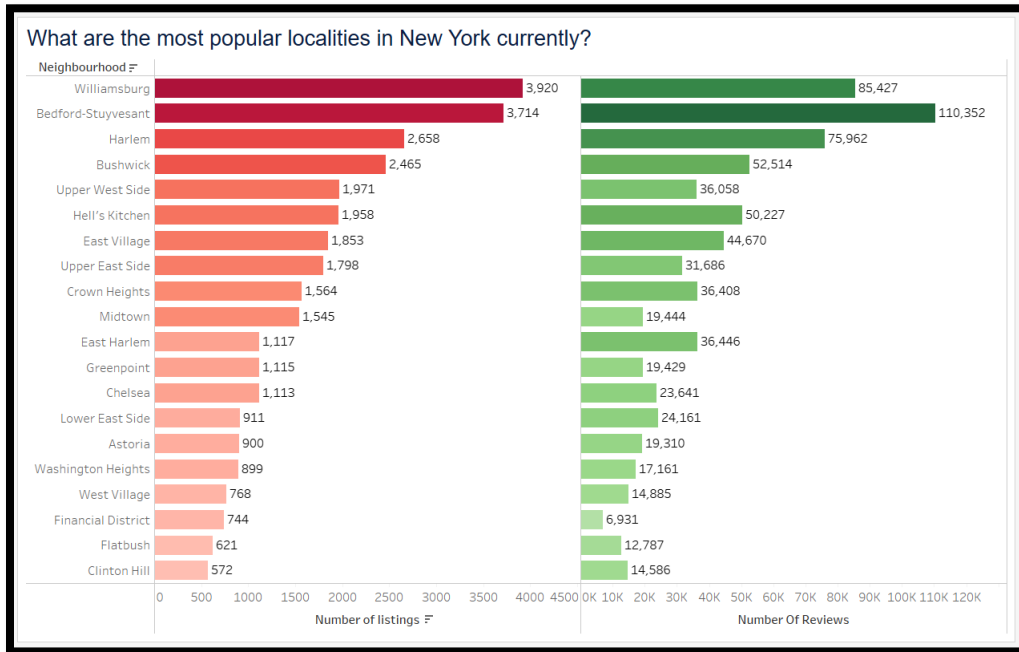 What are the most popular localities in New York currently?
Neighbourhood
Williamsburg 3,920 85,427
Bedford-Stuyvesant 3,714 110,352
Harlem 2,658 75,962
Bushwick 2,465 52,514
Upper West Side 1,971 36,058
Hell's Kitchen 1,958 50,227
East Village 1,853 44,670
Upper East Side 1,798 31,686
Crown Heights 1,564 36,408
Midtown 1,545 19,444
East Harlem 1,117 36,446
Greenpoint 1,115 19,429
Chelsea 1,113 23,641
Lower East Side 911 24,161
Astoria 900 19,310
Washington Heights 899 17,161
West Village 768 14,885
Financial District 744 6,931
Flatbush 621 12,787
Clinton Hill 572 14,586
0 500 1000 1500 2000 2500 3000 3500 4000 4500 0K 10K 20K 30K 40K 50K 60K 70K 80K 90K 100K 110K 120K
Number of listings Number Of Reviews